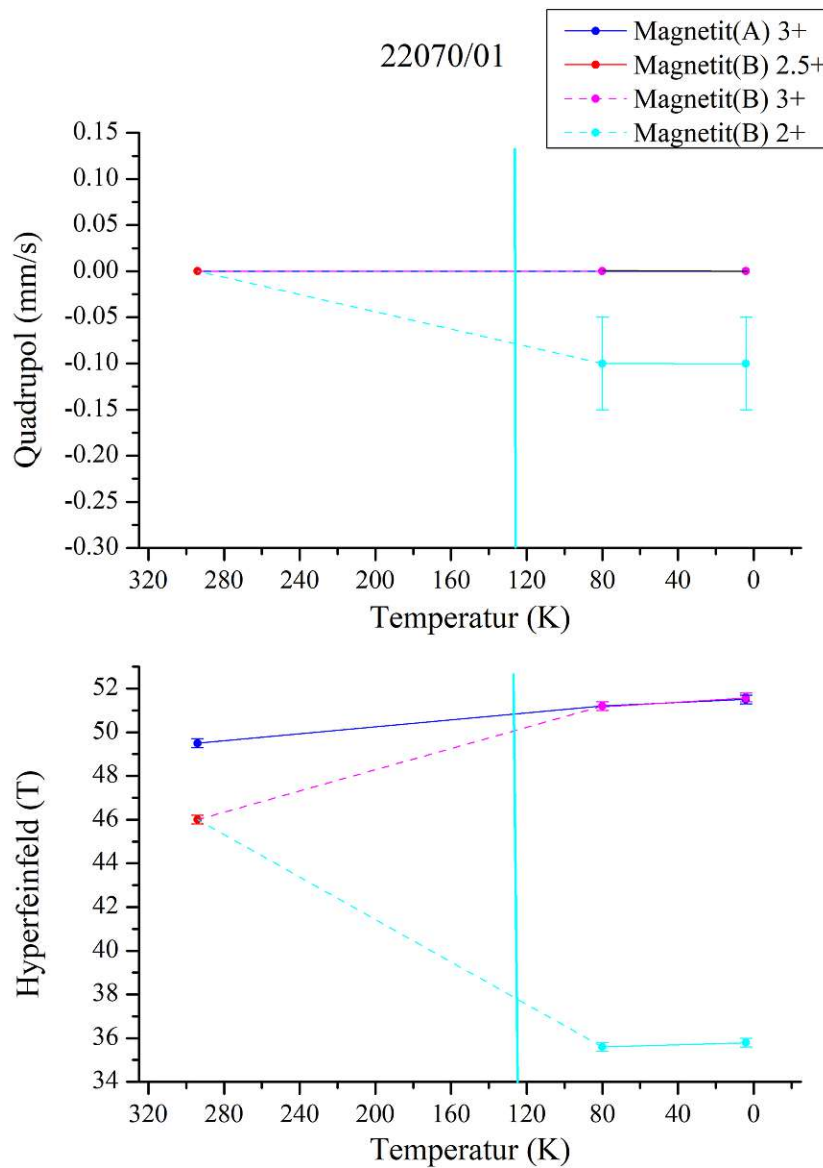 22070/01
Magnetit(A) 3+
Magnetit(B) 2.5+
Magnetit(B) 3+
Magnetit(B) 2+
0.15
0.10
0.05
0.00
-0.05
-0.10
-0.15
-0.20
-0.25
-0.30
Quadrupol (mm/s)
320 280 240 200 160 120 80 40 0
Temperatur (K)
52
50
48
46
44
42
40
38
36
34
Hyperfeinfeld (T)
320 280 240 200 160 120 80 40 0
Temperatur (K)